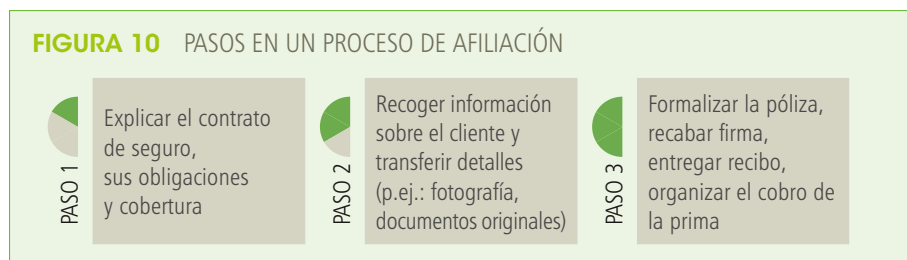 FIGURA 10 PASOS EN UN PROCESO DE AFILIACIÓN
PASO 1
Explicar el contrato
de seguro,
sus obligaciones
y cobertura
PASO 2
Recoger información
sobre el cliente y
transferir detalles
(p.ej.: fotografía,
documentos originales)
PASO 3
Formalizar la póliza,
recabar firma,
entregar recibo,
organizar el cobro de
la prima